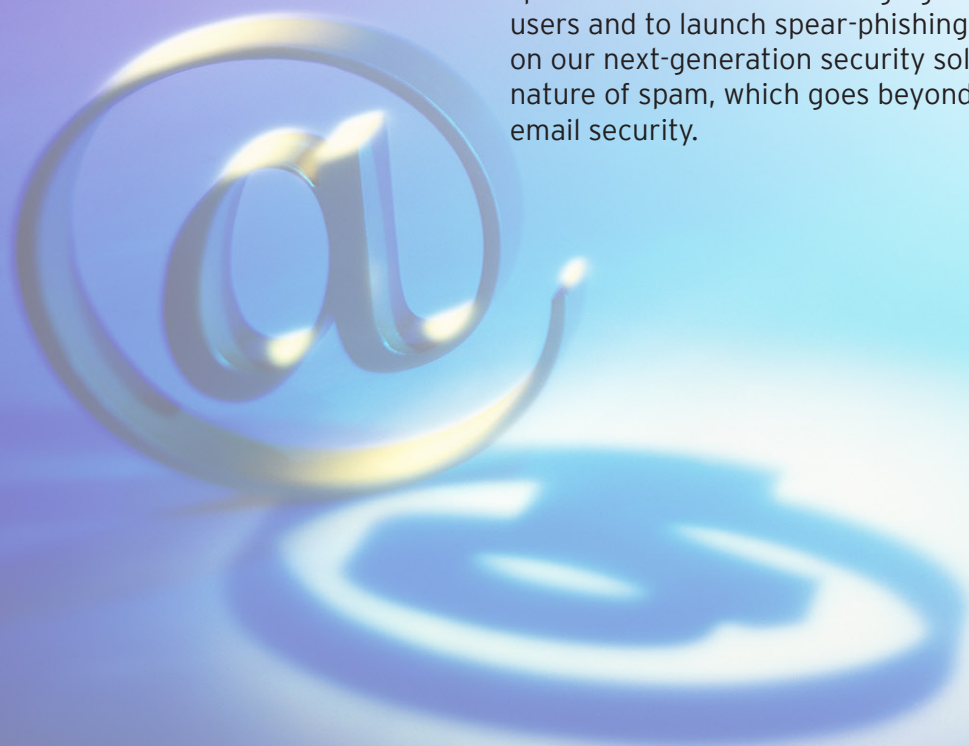 users and to launch spear-phishing
on our next-generation security sol
nature of spam, which goes beyond
email security.
@